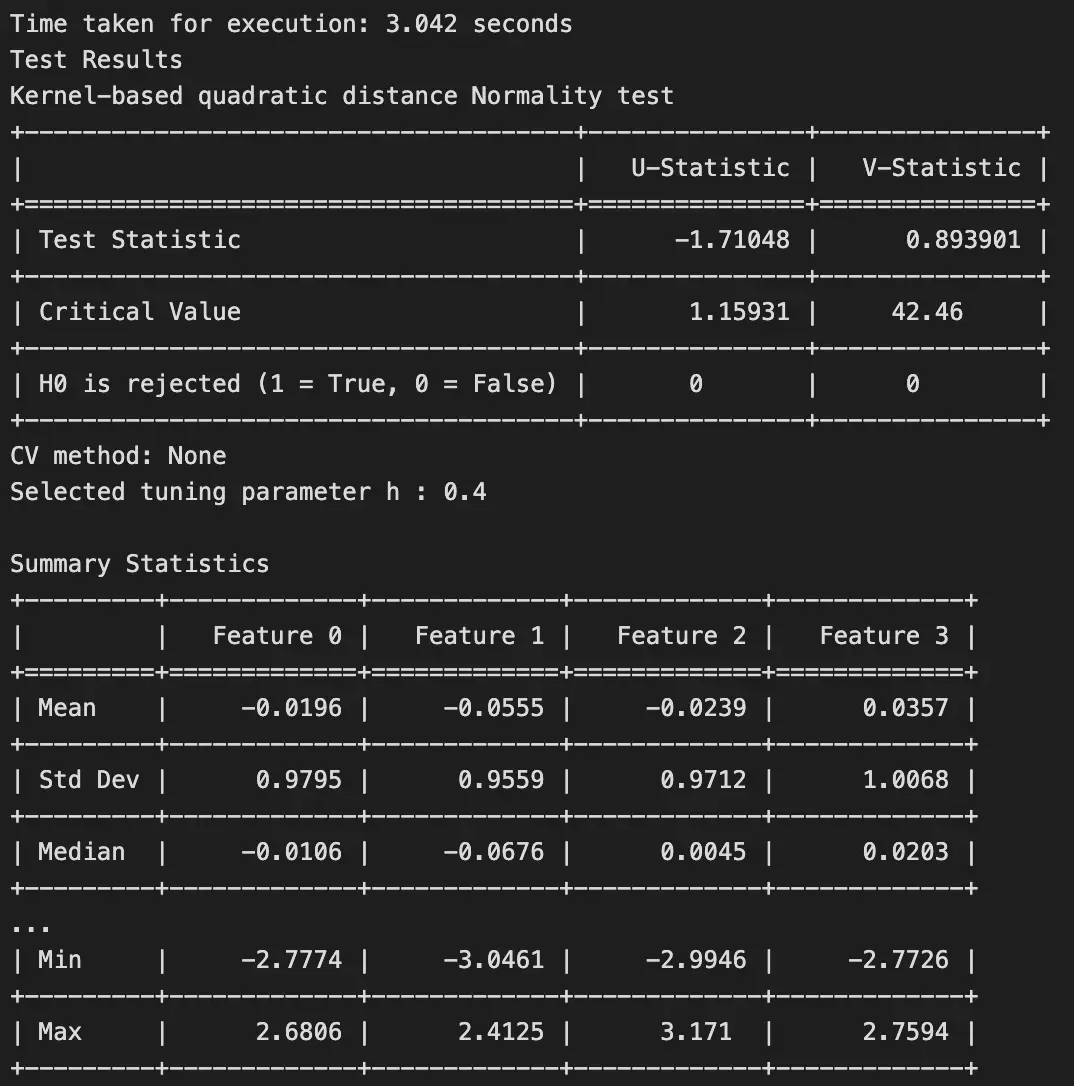 Time taken for execution: 3.042 seconds
Test Results
Kernel-based quadratic distance Normality test
+--------------------------------------+---------------+---------------+
|                                      |   U-Statistic |   V-Statistic |
+======================================+===============+===============+
| Test Statistic                       |      -1.71048 |      0.893901 |
+--------------------------------------+---------------+---------------+
| Critical Value                       |       1.15931 |     42.46     |
+--------------------------------------+---------------+---------------+
| H0 is rejected (1 = True, 0 = False) |       0       |      0        |
+--------------------------------------+---------------+---------------+
CV method: None
Selected tuning parameter h : 0.4

Summary Statistics
+---------+-------------+-------------+-------------+-------------+
|         |   Feature 0 |   Feature 1 |   Feature 2 |   Feature 3 |
+=========+=============+=============+=============+=============+
| Mean    |     -0.0196 |     -0.0555 |     -0.0239 |      0.0357 |
+---------+-------------+-------------+-------------+-------------+
| Std Dev |      0.9795 |      0.9559 |      0.9712 |      1.0068 |
+---------+-------------+-------------+-------------+-------------+
| Median  |     -0.0106 |     -0.0676 |      0.0045 |      0.0203 |
+---------+-------------+-------------+-------------+-------------+
...
| Min     |     -2.7774 |     -3.0461 |     -2.9946 |     -2.7726 |
+---------+-------------+-------------+-------------+-------------+
| Max     |      2.6806 |      2.4125 |      3.171  |      2.7594 |
+---------+-------------+-------------+-------------+-------------+